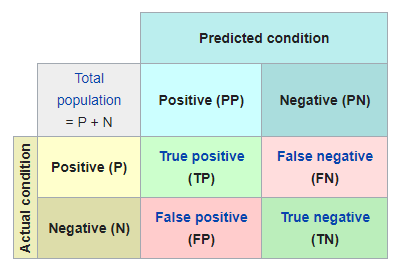 Predicted condition
Total
population
= P + N
Positive (PP)
Negative (PN)
Actual condition
Positive (P)
True positive
(TP)
False negative
(FN)
Negative (N)
False positive
(FP)
True negative
(TN)